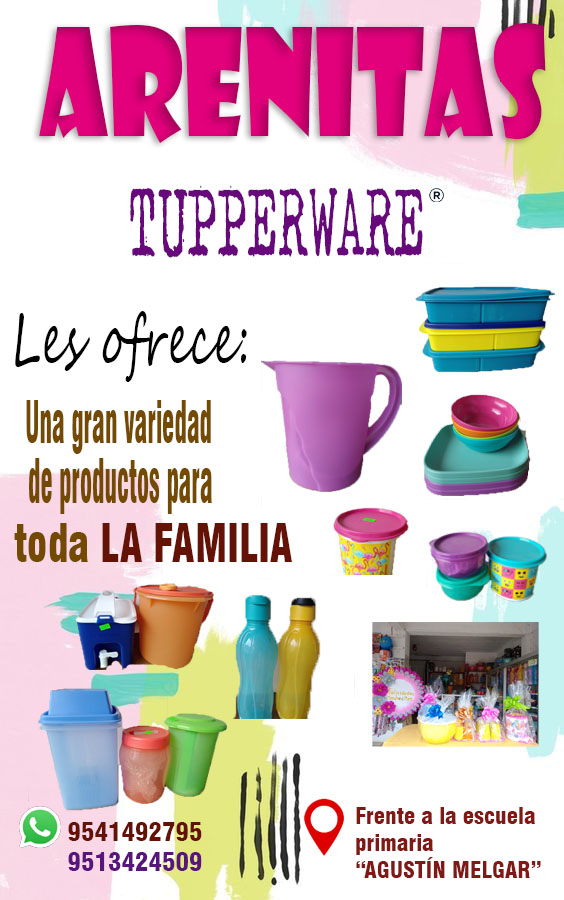 ARENITAS
TUPPERWARE®
Les ofrece:
Una gran variedad
de productos para
toda LA FAMILIA
9541492795
9513424509
Frente a la escuela
primaria
“AGUSTÍN MELGAR”